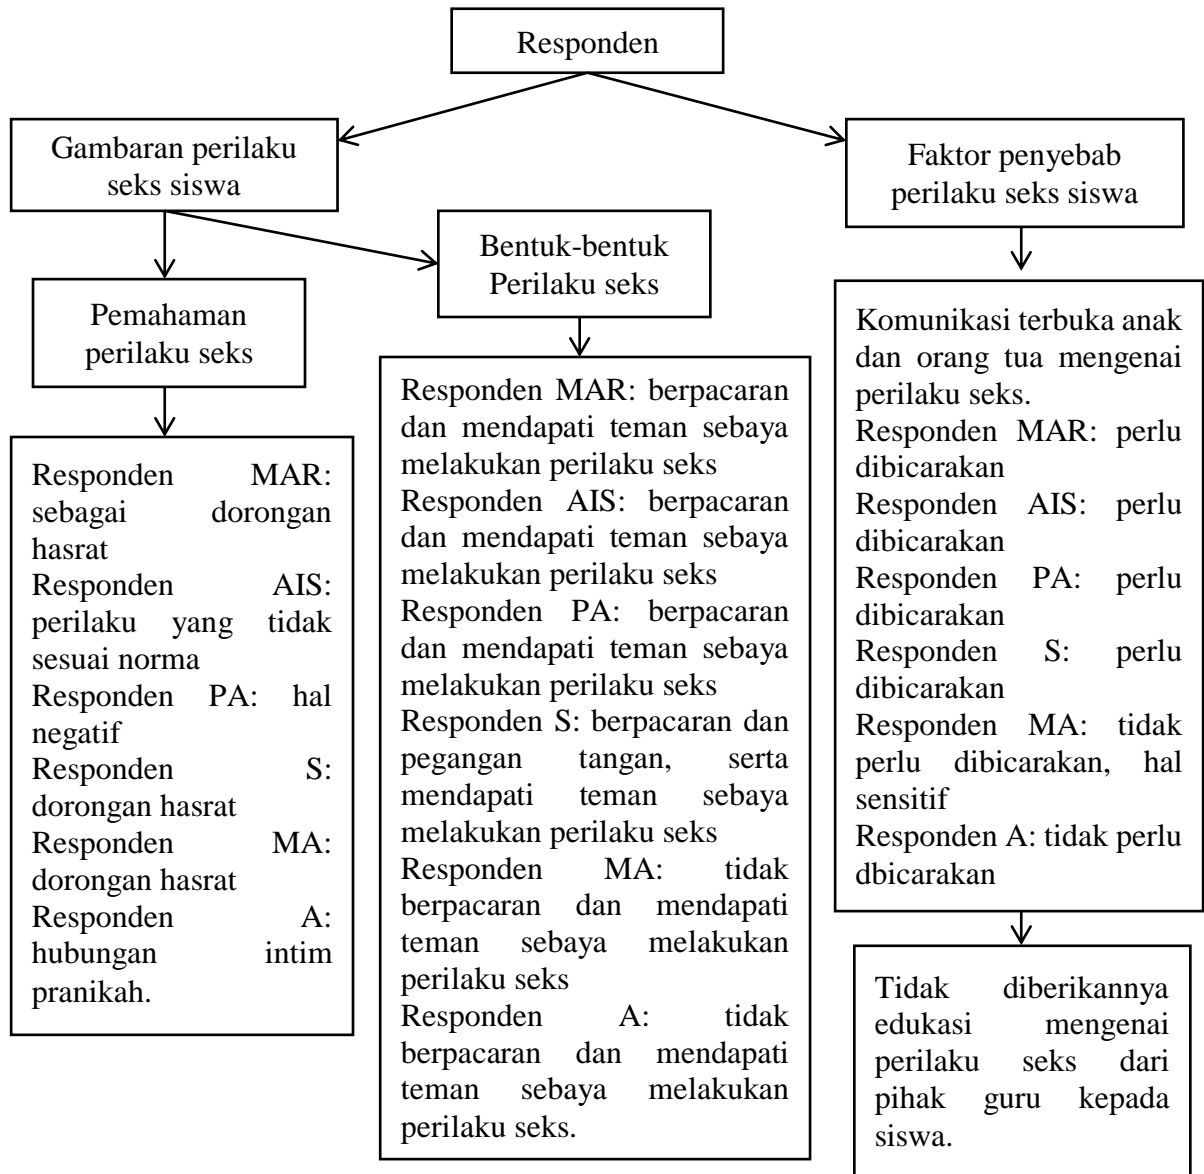 Responden
Gambaran perilaku
seks siswa
Faktor penyebab
perilaku seks siswa
Bentuk-bentuk
Perilaku seks
Pemahaman
perilaku seks
Responden MAR:
sebagai dorongan
hasrat
Responden AIS:
perilaku yang tidak
sesuai norma
Responden PA: hal
negatif
Responden S:
dorongan hasrat
Responden MA:
dorongan hasrat
Responden A:
hubungan intim
pranikah.
Responden MAR: berpacaran
dan mendapati teman sebaya
melakukan perilaku seks
Responden AIS: berpacaran
dan mendapati teman sebaya
melakukan perilaku seks
Responden PA: berpacaran
dan mendapati teman sebaya
melakukan perilaku seks
Responden S: berpacaran dan
pegangan tangan, serta
mendapati teman sebaya
melakukan perilaku seks
Responden MA: tidak
berpacaran dan mendapati
teman sebaya melakukan
perilaku seks
Responden A: tidak
berpacaran dan mendapati
teman sebaya melakukan
perilaku seks.
Komunikasi terbuka anak
dan orang tua mengenai
perilaku seks.
Responden MAR: perlu
dibicarakan
Responden AIS: perlu
dibicarakan
Responden PA: perlu
dibicarakan
Responden S: perlu
dibicarakan
Responden MA: tidak
perlu dibicarakan, hal
sensitif
Responden A: tidak perlu
dbicarakan
Tidak diberikannya
edukasi mengenai
perilaku seks dari
pihak guru kepada
siswa.